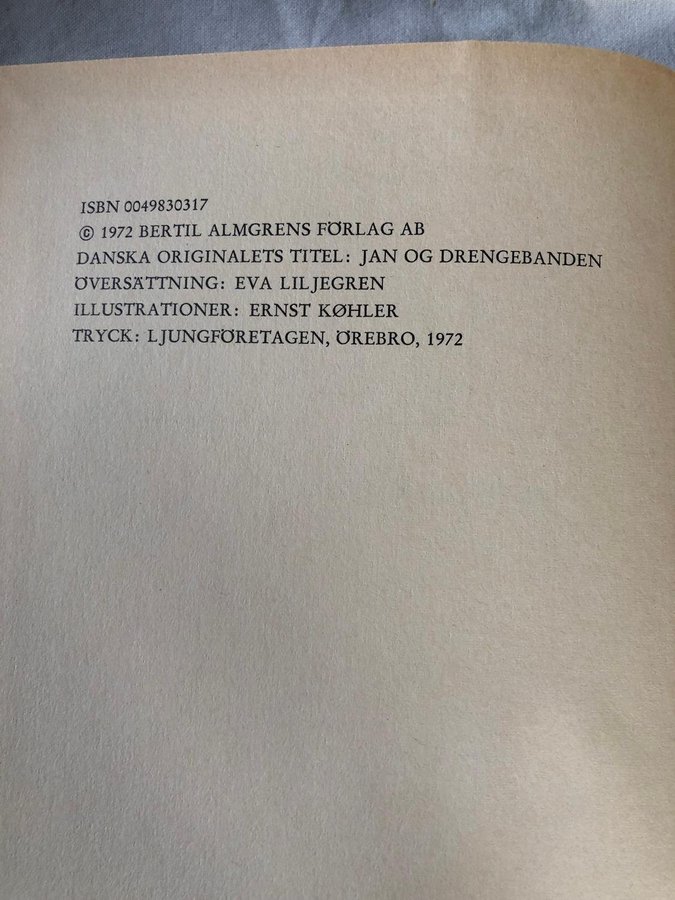 ISBN 0049830317
© 1972 BERTIL ALMGRENS FÖRLAG AB
DANSKA ORIGINALETS TITEL: JAN OG DRENGEBANDEN
ÖVERSÄTTNING: EVA LILJEGREN
ILLUSTRATIONER: ERNST KØHLER
TRYCK: LJUNGFÖRETAGEN, ÖREBRO, 1972